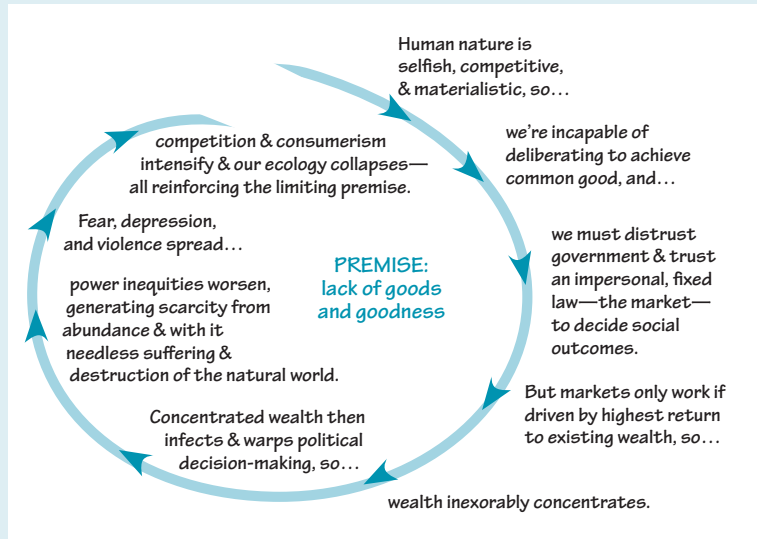 Human nature is
selfish, competitive,
& materialistic, so...
we're incapable of
deliberating to achieve
common good, and...
we must distrust
government & trust
an impersonal, fixed
law—the market—
to decide social
outcomes.
But markets only work if
driven by highest return
to existing wealth, so...
wealth inexorably concentrates.
Concentrated wealth then
infects & warps political
decision-making, so...
power inequities worsen,
generating scarcity from
abundance & with it
needless suffering &
destruction of the natural world.
Fear, depression,
and violence spread...
competition & consumerism
intensify & our ecology collapses—
all reinforcing the limiting premise.
PREMISE:
lack of goods
and goodness